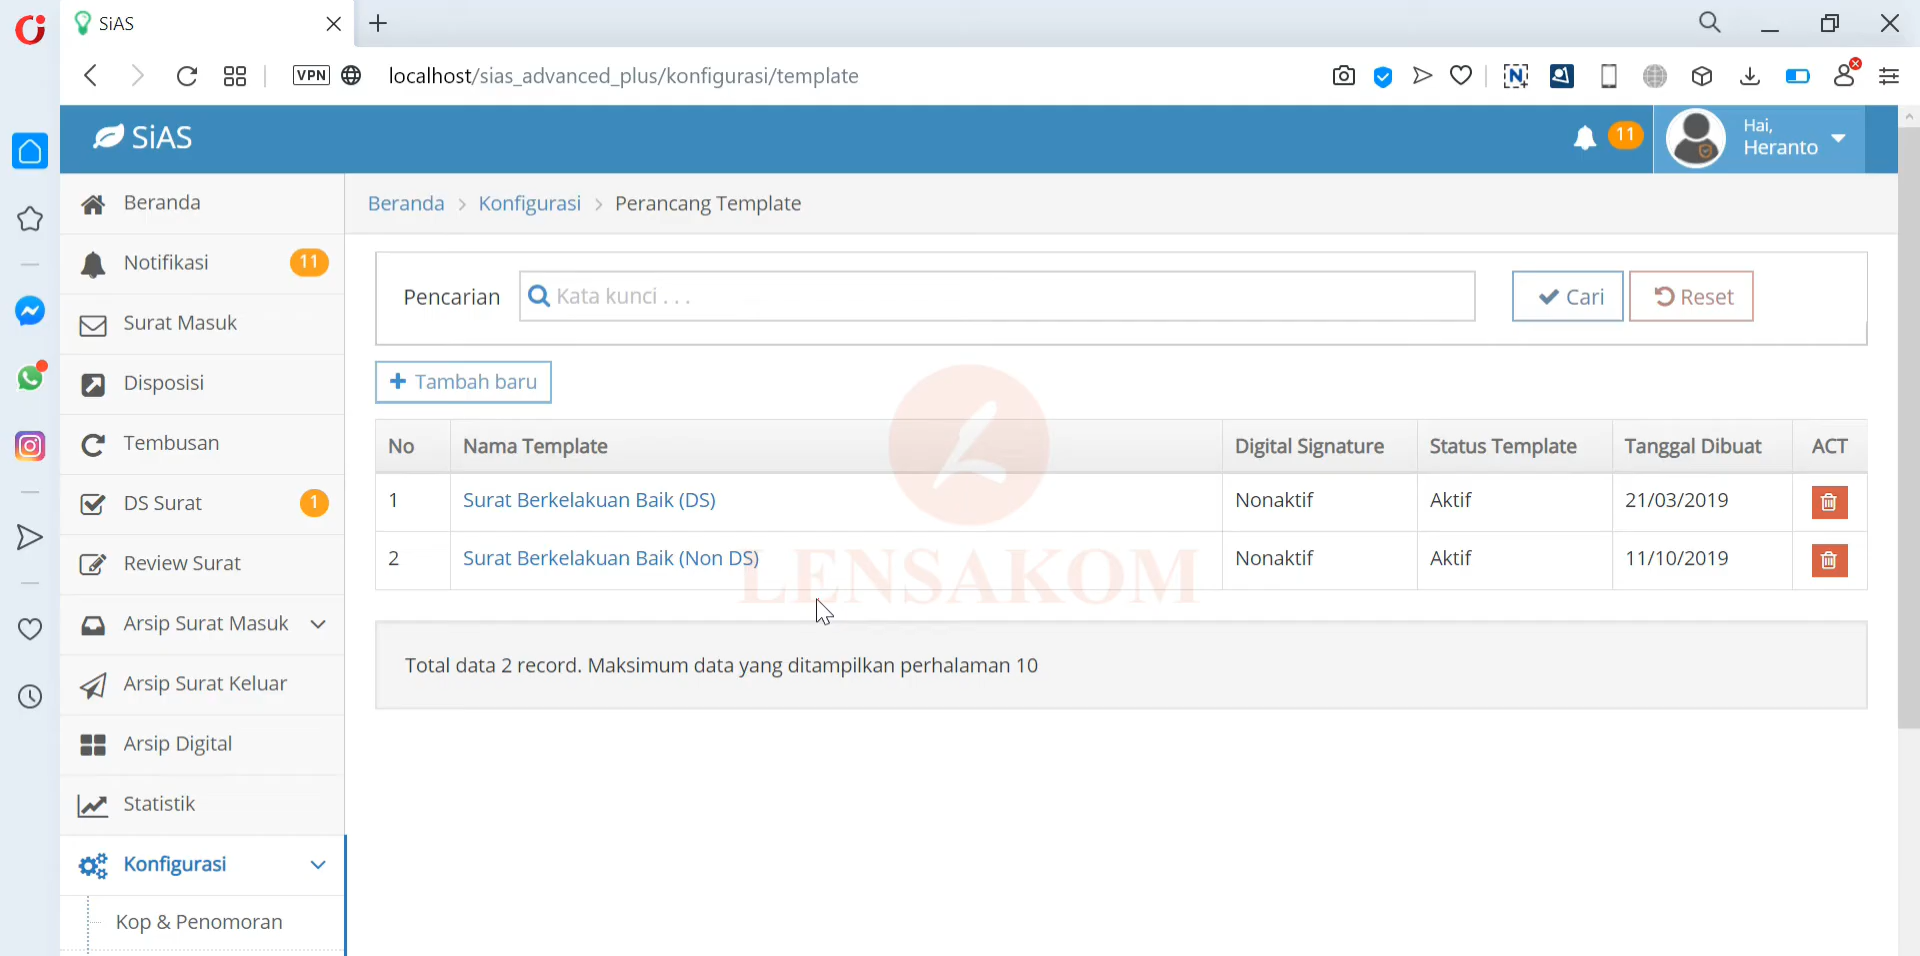 SiAS
VPN
localhost/sias_advanced_plus/konfigurasi/template
SiAS
11
Hai,
Heranto
Beranda
Notifikasi
11
Surat Masuk
Disposisi
Tembusan
DS Surat
1
Review Surat
Arsip Surat Masuk
Arsip Surat Keluar
Arsip Digital
Statistik
Konfigurasi
Kop & Penomoran
Beranda > Konfigurasi > Perancang Template
Pencarian
Kata kunci . . .
Cari
Reset
+ Tambah baru
No Nama Template Digital Signature Status Template Tanggal Dibuat ACT
1 Surat Berkelakuan Baik (DS) Nonaktif Aktif 21/03/2019
2 Surat Berkelakuan Baik (Non DS) Nonaktif Aktif 11/10/2019
LENSAKOM
Total data 2 record. Maksimum data yang ditampilkan perhalaman 10